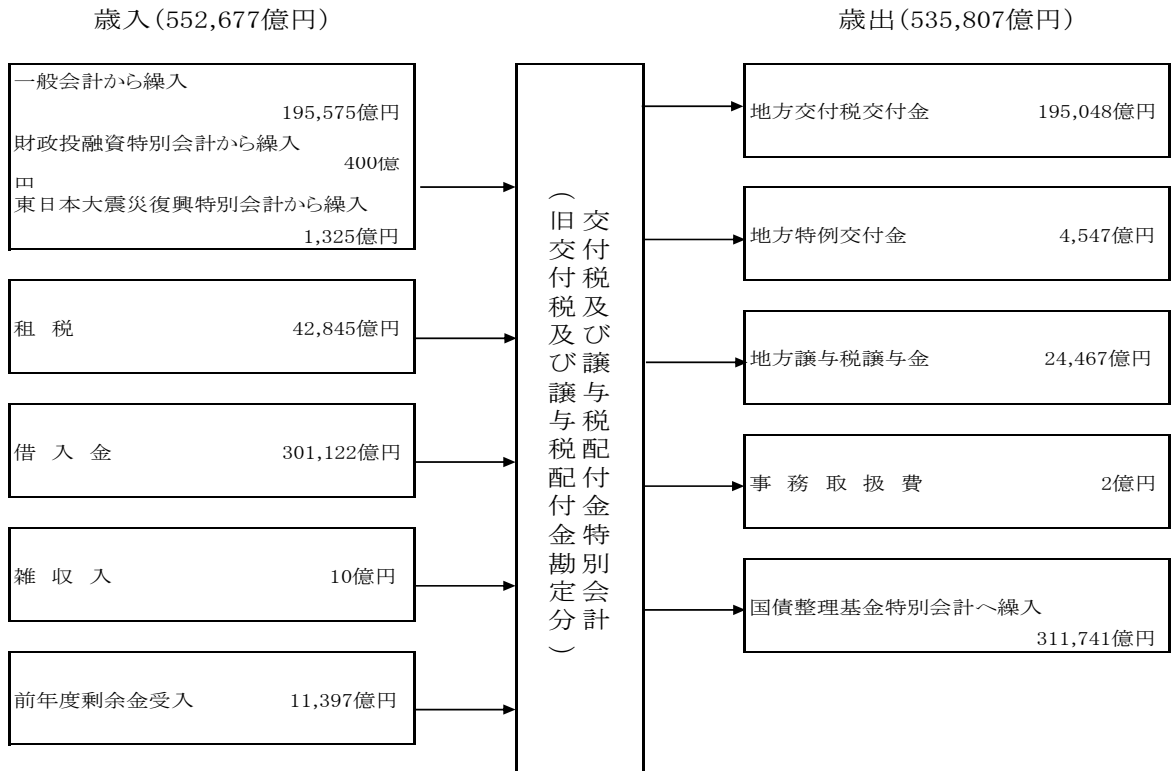 歳入(552,677億円)
一般会計から繰入
195,575億円
財政投融資特別会計から繰入
400億
円
東日本大震災復興特別会計から繰入
1,325億円
租 税 42,845億円
借 入 金 301,122億円
雑 収 入 10億円
前年度剰余金受入 11,397億円
交付税及び譲与税配付金特別会計
(旧交付税及び譲与税配付金勘定分)
歳出(535,807億円)
地方交付税交付金 195,048億円
地方特例交付金 4,547億円
地方譲与税譲与金 24,467億円
事 務 取 扱 費 2億円
国債整理基金特別会計へ繰入
311,741億円